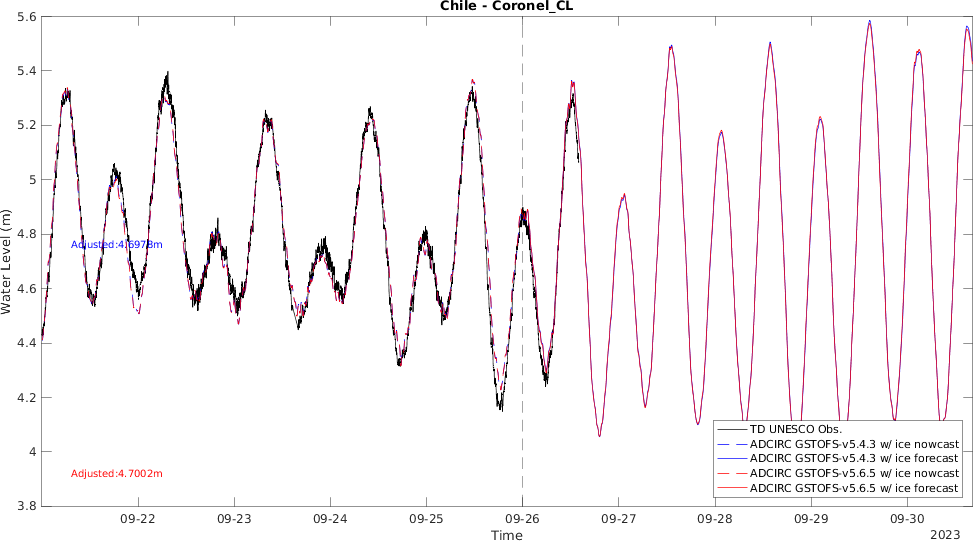 Chile - Coronel_CL
5.6
5.4
5.2
5
4.8
4.6
4.4
4.2
4
3.8
Water Level (m)
Adjusted:4.6978m
Adjusted:4.7002m
TD UNESCO Obs.
ADCIRC GSTOFS-v5.4.3 w/ ice nowcast
ADCIRC GSTOFS-v5.4.3 w/ ice forecast
ADCIRC GSTOFS-v5.6.5 w/ ice nowcast
ADCIRC GSTOFS-v5.6.5 w/ ice forecast
09-22 09-23 09-24 09-25 09-26 09-27 09-28 09-29 09-30
Time
2023